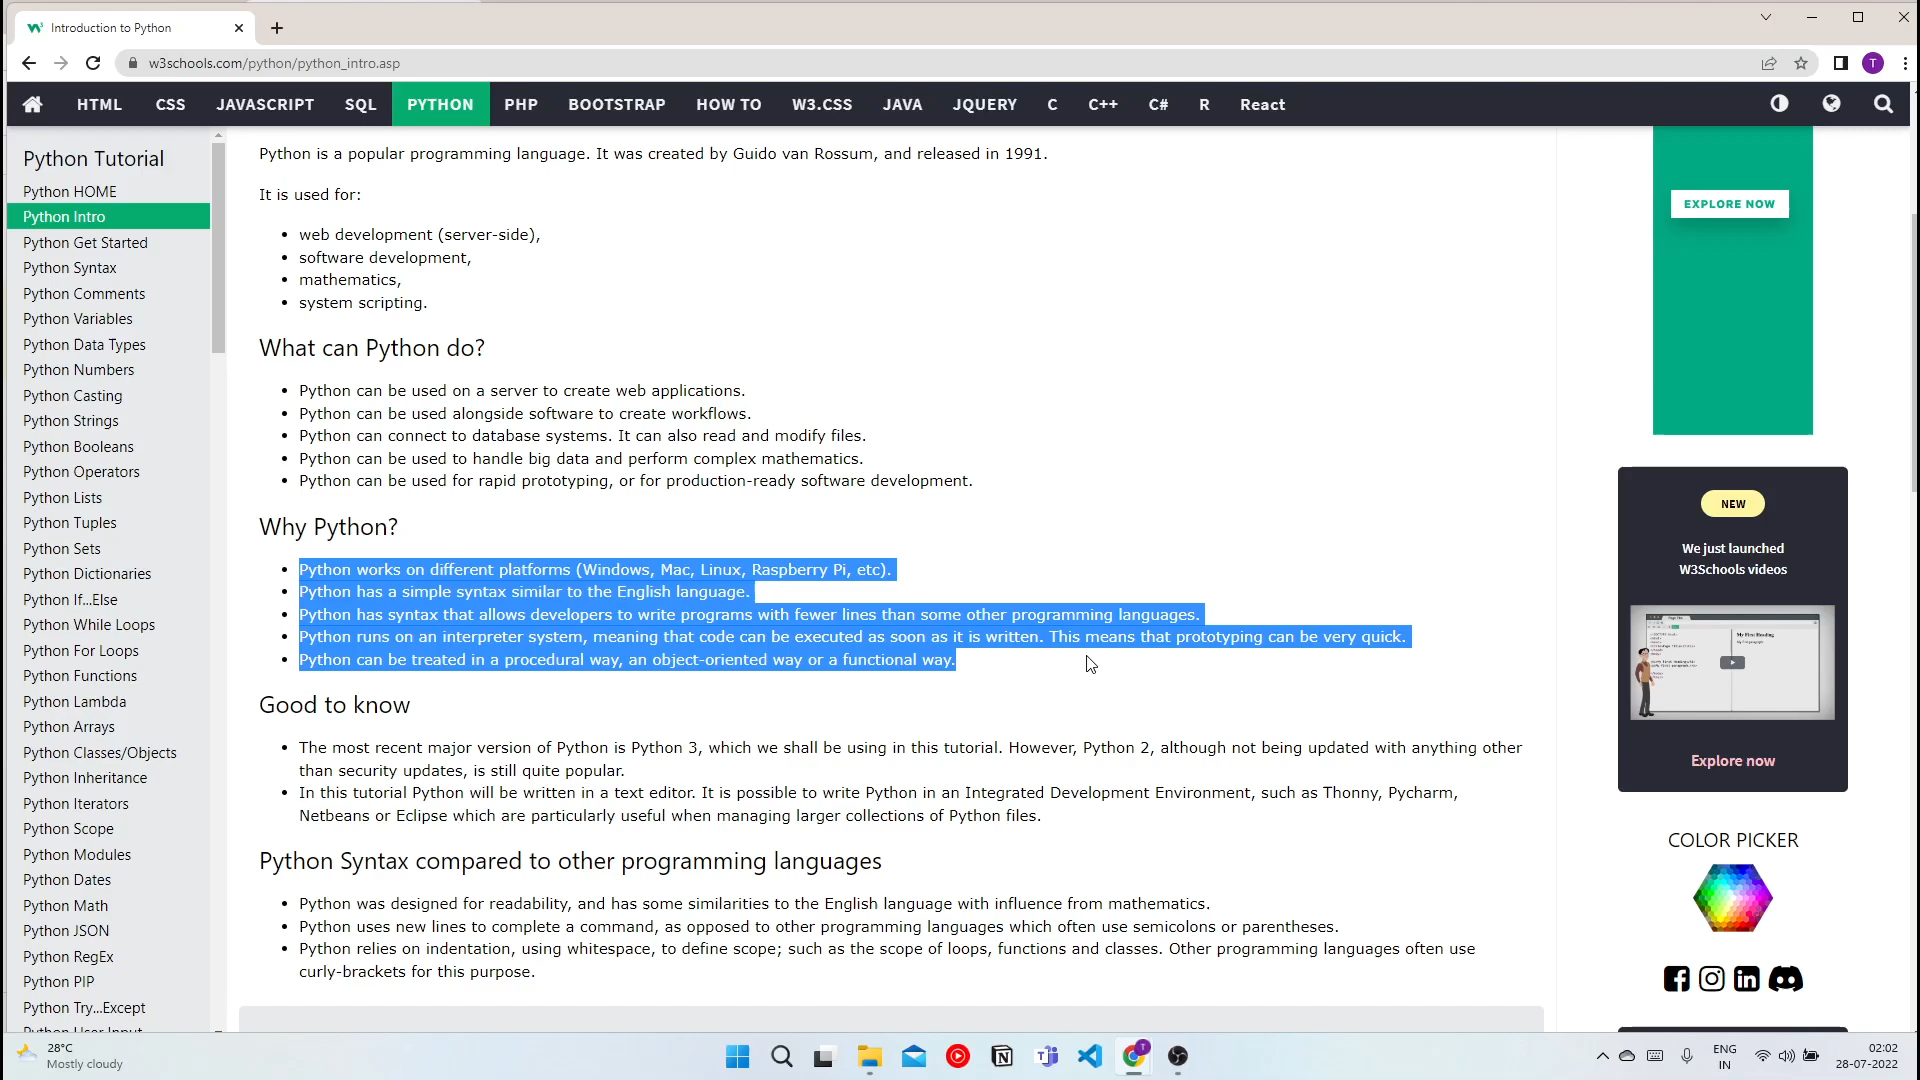 Introduction to Python
w3schools.com/python/python_intro.asp
T
HTML CSS JAVASCRIPT SQL PYTHON PHP BOOTSTRAP HOW TO W3.CSS JAVA JQUERY C C++ C# R React
Python Tutorial
Python HOME
Python Intro
Python Get Started
Python Syntax
Python Comments
Python Variables
Python Data Types
Python Numbers
Python Casting
Python Strings
Python Booleans
Python Operators
Python Lists
Python Tuples
Python Sets
Python Dictionaries
Python If...Else
Python While Loops
Python For Loops
Python Functions
Python Lambda
Python Arrays
Python Classes/Objects
Python Inheritance
Python Iterators
Python Scope
Python Modules
Python Dates
Python Math
Python JSON
Python RegEx
Python PIP
Python Try...Except
Python User Input
Python is a popular programming language. It was created by Guido van Rossum, and released in 1991.
It is used for:
• web development (server-side),
• software development,
• mathematics,
• system scripting.
What can Python do?
• Python can be used on a server to create web applications.
• Python can be used alongside software to create workflows.
• Python can connect to database systems. It can also read and modify files.
• Python can be used to handle big data and perform complex mathematics.
• Python can be used for rapid prototyping, or for production-ready software development.
Why Python?
• Python works on different platforms (Windows, Mac, Linux, Raspberry Pi, etc).
• Python has a simple syntax similar to the English language.
• Python has syntax that allows developers to write programs with fewer lines than some other programming languages.
• Python runs on an interpreter system, meaning that code can be executed as soon as it is written. This means that prototyping can be very quick.
• Python can be treated in a procedural way, an object-oriented way or a functional way.
Good to know
• The most recent major version of Python is Python 3, which we shall be using in this tutorial. However, Python 2, although not being updated with anything other
than security updates, is still quite popular.
• In this tutorial Python will be written in a text editor. It is possible to write Python in an Integrated Development Environment, such as Thonny, Pycharm,
Netbeans or Eclipse which are particularly useful when managing larger collections of Python files.
Python Syntax compared to other programming languages
• Python was designed for readability, and has some similarities to the English language with influence from mathematics.
• Python uses new lines to complete a command, as opposed to other programming languages which often use semicolons or parentheses.
• Python relies on indentation, using whitespace, to define scope; such as the scope of loops, functions and classes. Other programming languages often use
curly-brackets for this purpose.
EXPLORE NOW
NEW
We just launched
W3Schools videos
My First Heading
Explore now
COLOR PICKER
28°C
Mostly cloudy
ENG
IN
02:02
28-07-2022